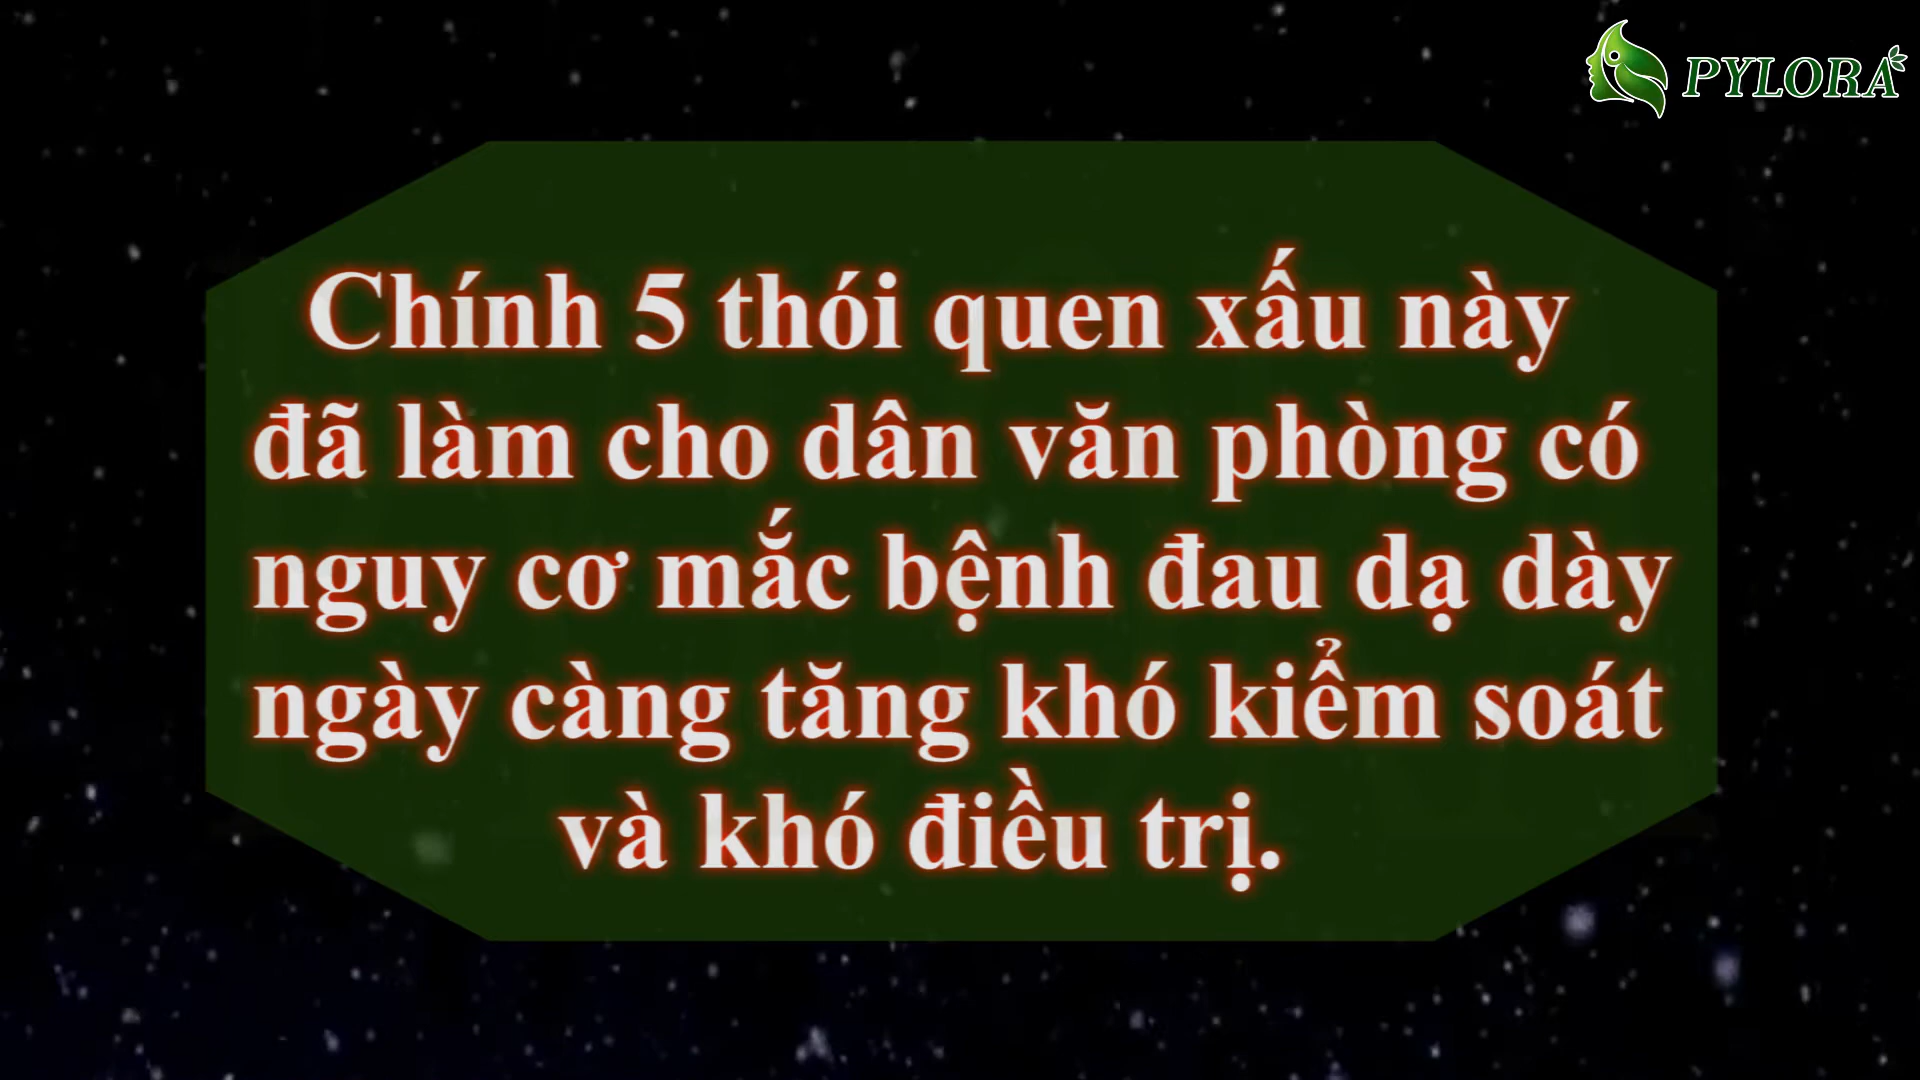 PYLORA
Chính 5 thói quen xấu này
đã làm cho dân văn phòng có
nguy cơ mắc bệnh đau dạ dày
ngày càng tăng khó kiểm soát
và khó điều trị.